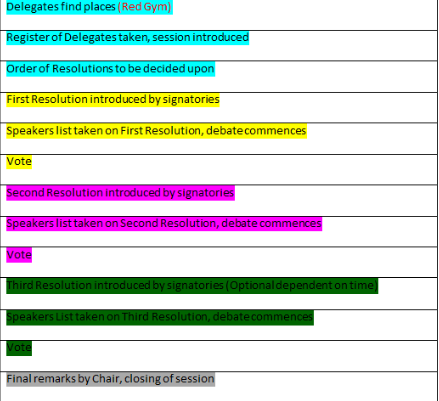 Delegates find places (Red Gym)
Register of Delegates taken, session introduced
Order of Resolutions to be decided upon
First Resolution introduced by signatories
Speakers list taken on First Resolution, debate commences
Vote
Second Resolution introduced by signatories
Speakers list taken on Second Resolution, debate commences
Vote
Third Resolution introduced by signatories (Optional dependent on time)
Speakers List taken on Third Resolution, debate commences
Vote
Final remarks by Chair, closing of session